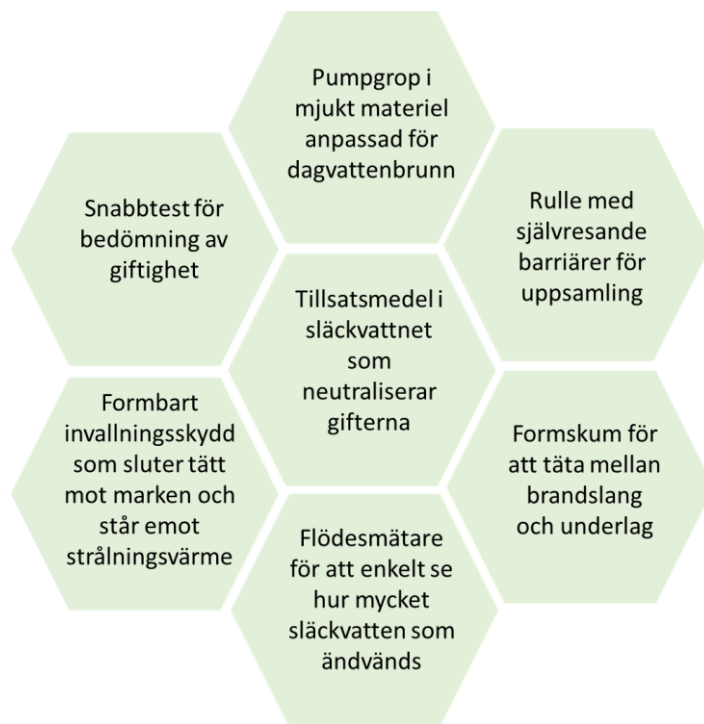 Pumpgrop i
mjukt materiel
anpassad för
dagvattenbrunn
Snabbtest för
bedömning av
giftighet
Rulle med
självresande
barriärer för
uppsamling
Tillsatsmedel i
släckvattnet
som
neutraliserar
gifterna
Formbart
invallningsskydd
som sluter tätt
mot marken och
står emot
strålningsvärme
Formskum för
att täta mellan
brandslang
och underlag
Flödesmätare
för att enkelt se
hur mycket
släckvatten som
ändvänds